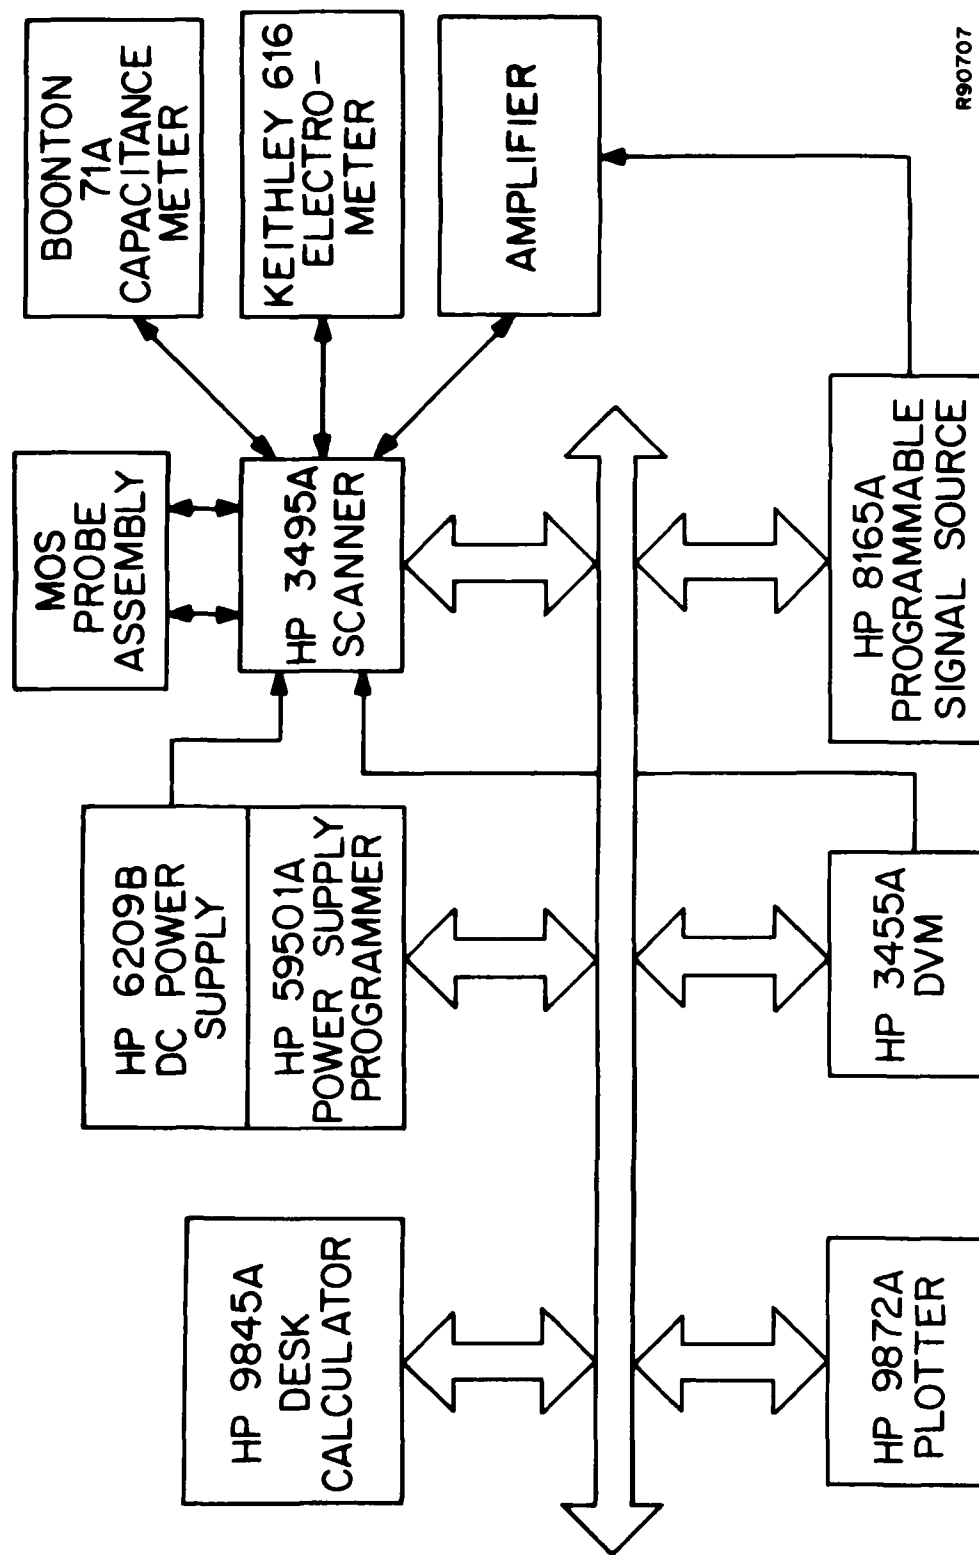 HP 9845A
DESK
CALCULATOR
HP 6209B
DC POWER
SUPPLY
HP 59501A
POWER SUPPLY
PROGRAMMER
MOS
PROBE
ASSEMBLY
HP 3495A
SCANNER
BOONTON
71A
CAPACITANCE
METER
KEITHLEY 616
ELECTRO-
METER
AMPLIFIER
HP 9872A
PLOTTER
HP 3455A
DVM
HP 8165A
PROGRAMMABLE
SIGNAL SOURCE
R90707